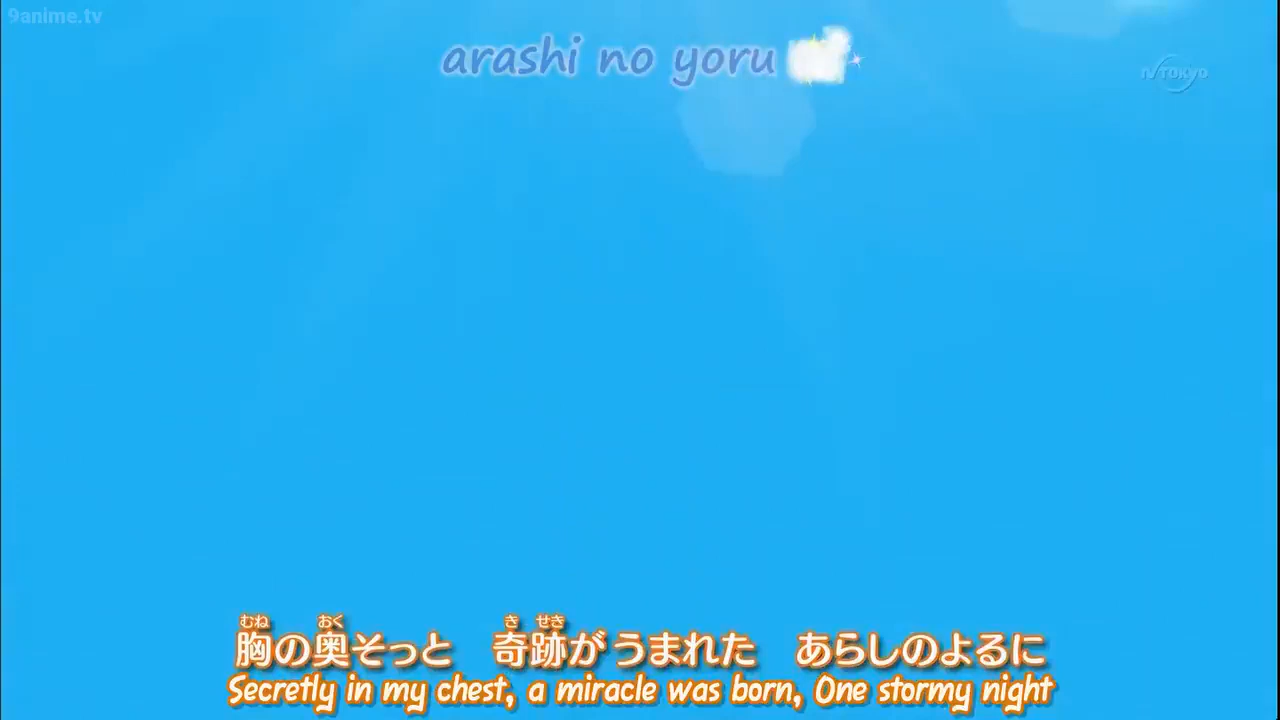 9anime.tv
arashi no yoru
TV TOKYO
むね おく き せき
胸の奥そっと 奇跡がうまれた あらしのよるに
Secretly in my chest, a miracle was born, One stormy night